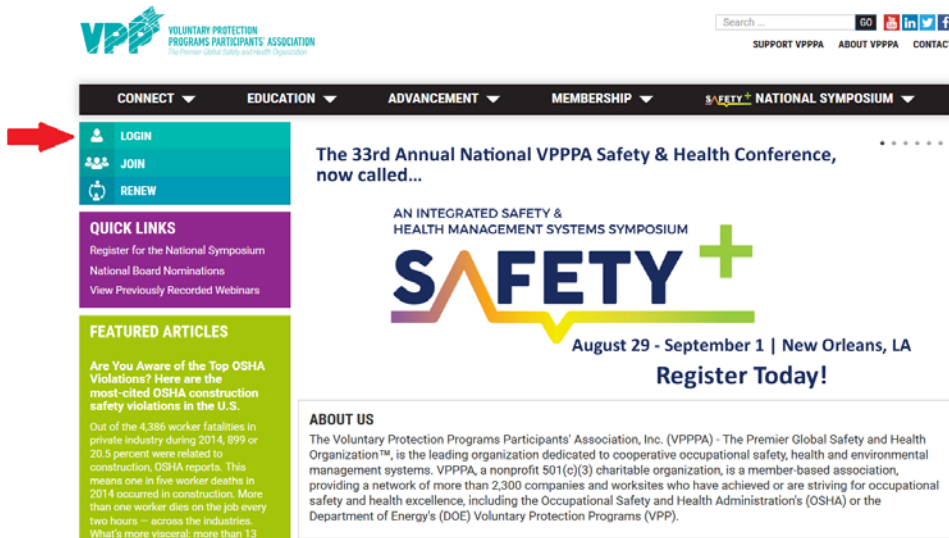 VPP
VOLUNTARY PROTECTION
PROGRAMS PARTICIPANTS' ASSOCIATION
The Premier Global Safety and Health Organization
Search ...
GO
You Tube
in
f
SUPPORT VPPPA ABOUT VPPPA CONTACT
CONNECT EDUCATION ADVANCEMENT MEMBERSHIP SAFETY+ NATIONAL SYMPOSIUM
LOGIN
JOIN
RENEW
QUICK LINKS
Register for the National Symposium
National Board Nominations
View Previously Recorded Webinars
FEATURED ARTICLES
Are You Aware of the Top OSHA
Violations? Here are the
most-cited OSHA construction
safety violations in the U.S.
Out of the 4,386 worker fatalities in
private industry during 2014, 899 or
20.5 percent were related to
construction, OSHA reports. This
means one in five worker deaths in
2014 occurred in construction. More
than one worker dies on the job every
two hours — across the industries.
What's more visceral: more than 13
The 33rd Annual National VPPPA Safety & Health Conference,
now called...
AN INTEGRATED SAFETY &
HEALTH MANAGEMENT SYSTEMS SYMPOSIUM
SAFETY+
August 29 - September 1 | New Orleans, LA
Register Today!
ABOUT US
The Voluntary Protection Programs Participants' Association, Inc. (VPPPA) - The Premier Global Safety and Health
Organization™, is the leading organization dedicated to cooperative occupational safety, health and environmental
management systems. VPPPA, a nonprofit 501(c)(3) charitable organization, is a member-based association,
providing a network of more than 2,300 companies and worksites who have achieved or are striving for occupational
safety and health excellence, including the Occupational Safety and Health Administration's (OSHA) or the
Department of Energy's (DOE) Voluntary Protection Programs (VPP).